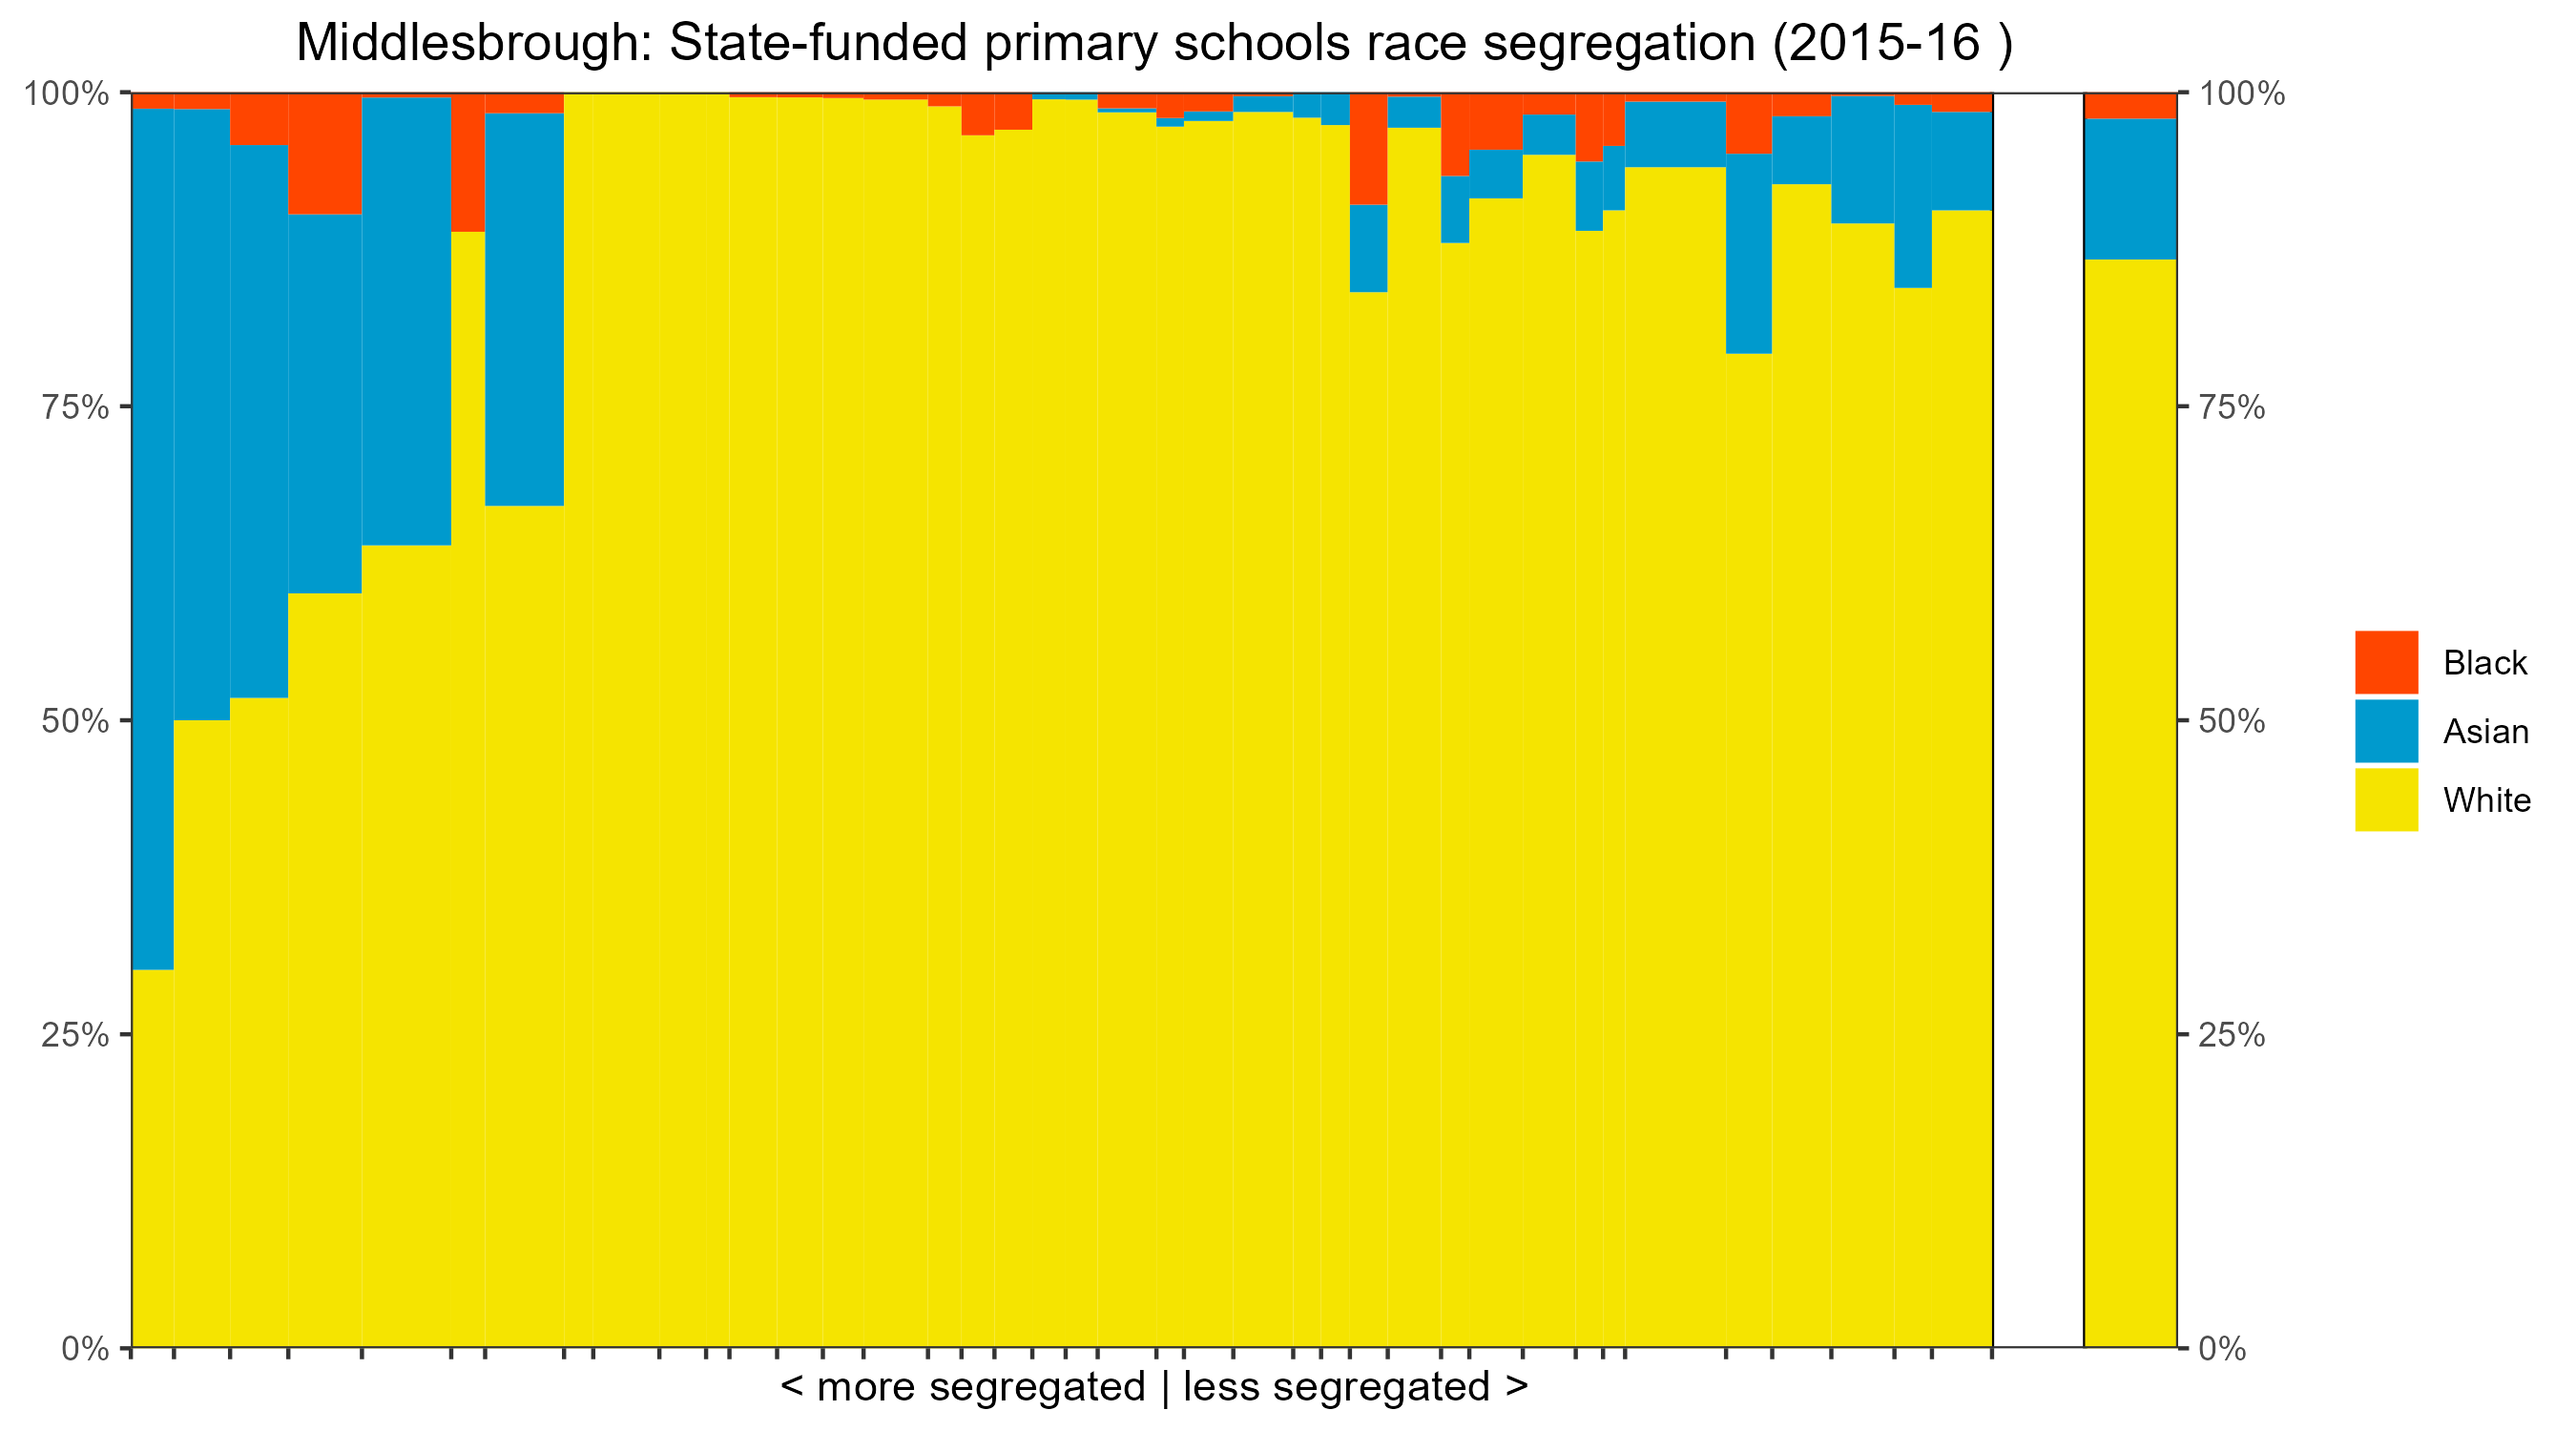 Middlesbrough: State-funded primary schools race segregation (2015-16 )
100%
75%
50%
25%
0%
100%
75%
50%
25%
0%
Black
Asian
White
< more segregated | less segregated >